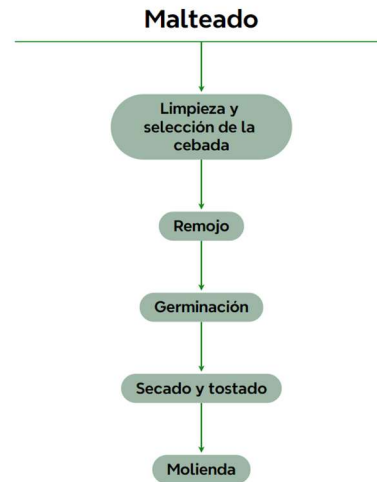 Malteado
Limpieza y
selección de la
cebada
Remojo
Germinación
Secado y tostado
Molienda